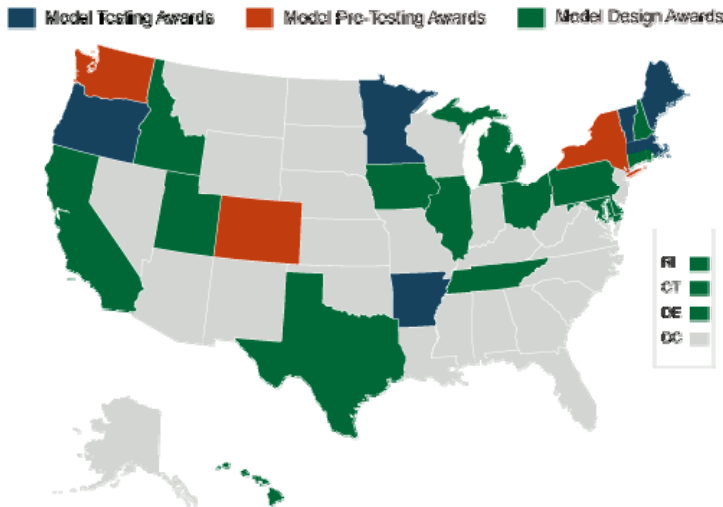 Model Testing Awards
Model Pre-Testing Awards
Model Design Awards
RI
CT
DE
DC